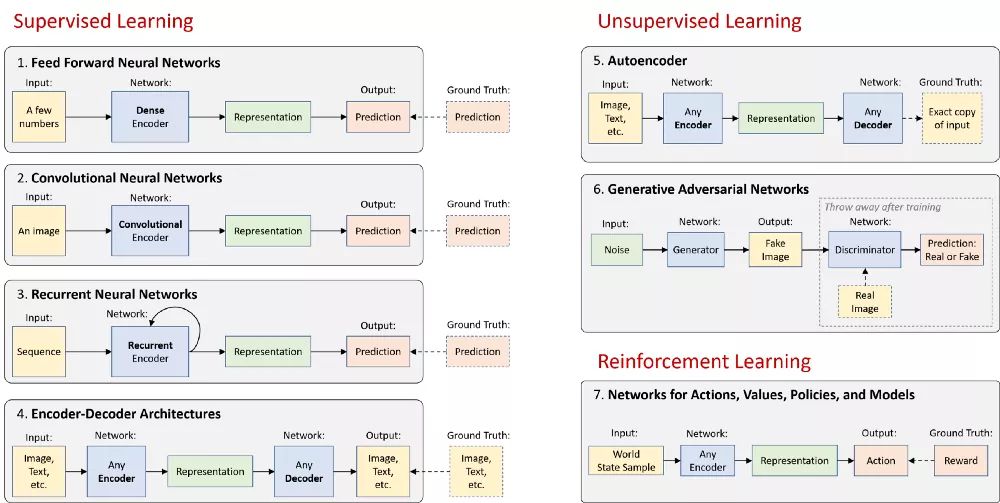 Supervised Learning
1. Feed Forward Neural Networks
Input:
Network:
Output:
Ground Truth:
A few
numbers
Dense
Encoder
Representation
Prediction
Prediction
2. Convolutional Neural Networks
Input:
Network:
Output:
Ground Truth:
An image
Convolutional
Encoder
Representation
Prediction
Prediction
3. Recurrent Neural Networks
Input:
Network:
Output:
Ground Truth:
Sequence
Recurrent
Encoder
Representation
Prediction
Prediction
4. Encoder-Decoder Architectures
Input:
Network:
Network:
Output:
Ground Truth:
Image,
Text,
etc.
Any
Encoder
Representation
Any
Decoder
Image,
Text,
etc.
Image,
Text,
etc.
Unsupervised Learning
5. Autoencoder
Input:
Network:
Network:
Ground Truth:
Image,
Text,
etc.
Any
Encoder
Representation
Any
Decoder
Exact copy
of input
6. Generative Adversarial Networks
Throw away after training
Input:
Network:
Output:
Network:
Noise
Generator
Fake
Image
Discriminator
Prediction:
Real or Fake
Real
Image
Reinforcement Learning
7. Networks for Actions, Values, Policies, and Models
Input:
Network:
Output:
Ground Truth:
World
State Sample
Any
Encoder
Representation
Action
Reward